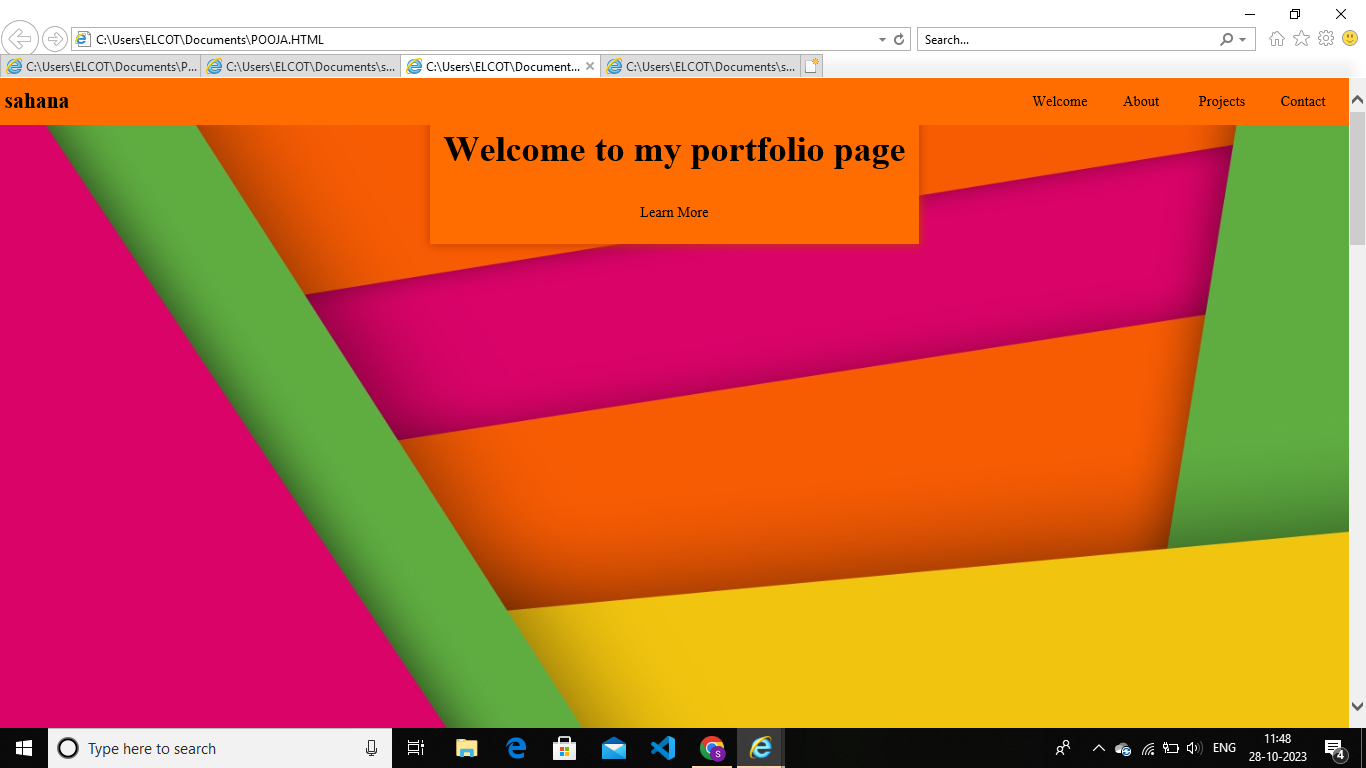 C:\Users\ELCOT\Documents\POOJA.HTML
Search...
C:\Users\ELCOT\Documents\P...
C:\Users\ELCOT\Documents\s...
C:\Users\ELCOT\Document...
C:\Users\ELCOT\Documents\s...
sahana
Welcome About Projects Contact
Welcome to my portfolio page
Learn More
Type here to search
S
ENG
11:48
28-10-2023
4